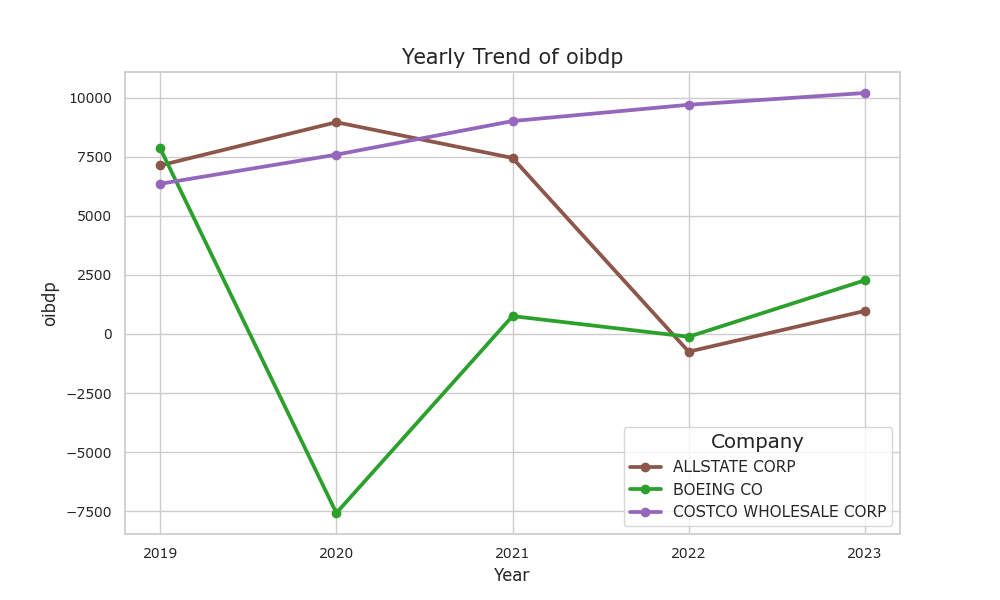 Yearly Trend of oibdp
10000
7500
5000
2500
0
−2500
−5000
−7500
oibdp
2019 2020 2021 2022 2023
Year
Company
ALLSTATE CORP
BOEING CO
COSTCO WHOLESALE CORP